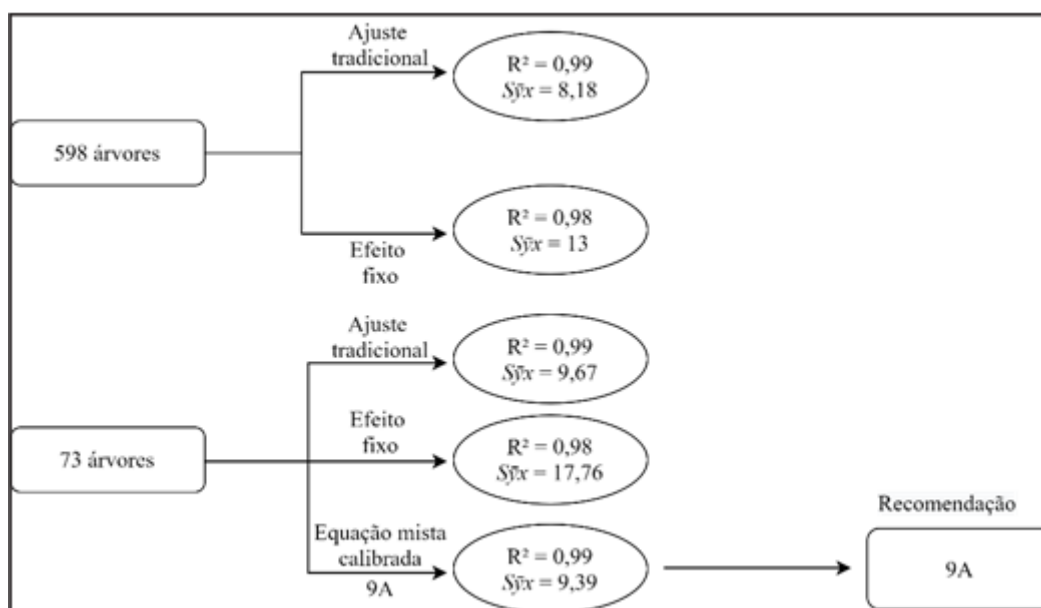 Ajuste
tradicional
R² = 0,99
Sȳx = 8,18
598 árvores
R² = 0,98
Sȳx = 13
Efeito
fixo
Ajuste
tradicional
R² = 0,99
Sȳx = 9,67
Efeito
fixo
R² = 0,98
Sȳx = 17,76
73 árvores
Equação mista
calibrada
9A
R² = 0,99
Sȳx = 9,39
Recomendação
9A